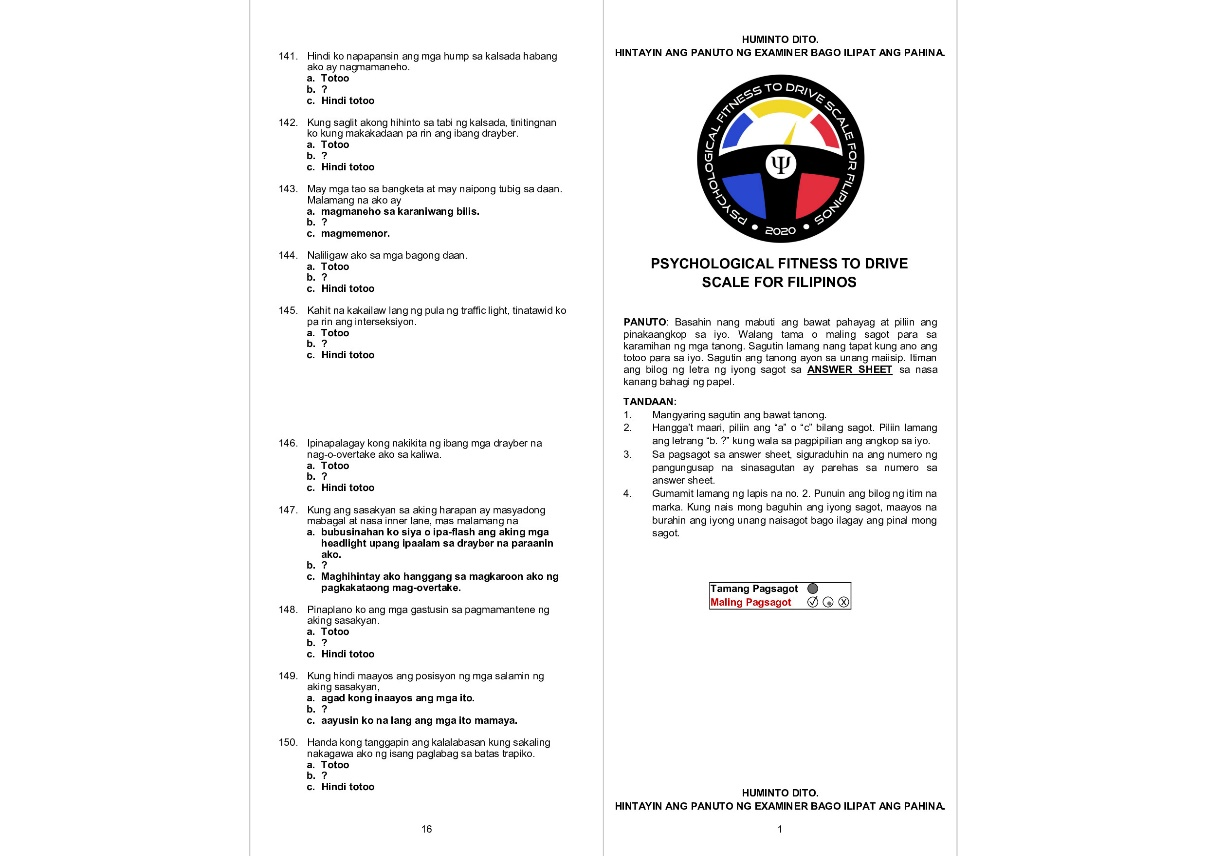 141. Hindi ko napapansin ang mga hump sa kalsada habang
ako ay nagmamaneho.
a. Totoo
b. ?
c. Hindi totoo
142. Kung saglit akong hihinto sa tabi ng kalsada, tinitingnan
ko kung makakadaan pa rin ang ibang drayber.
a. Totoo
b. ?
c. Hindi totoo
143. May mga tao sa bangketa at may naipong tubig sa daan.
Malamang na ako ay
a. magmaneho sa karaniwang bilis.
b. ?
c. magmemenor.
144. Naliligaw ako sa mga bagong daan.
a. Totoo
b. ?
c. Hindi totoo
145. Kahit na kakailaw lang ng pula ng traffic light, tinatawid ko
pa rin ang interseksiyon.
a. Totoo
b. ?
c. Hindi totoo
146. Ipinapalagay kong nakikita ng ibang mga drayber na
nag-o-overtake ako sa kaliwa.
a. Totoo
b. ?
c. Hindi totoo
147. Kung ang sasakyan sa aking harapan ay masyadong
mabagal at nasa inner lane, mas malamang na
a. bubusinahan ko siya o ipa-flash ang aking mga
headlight upang ipaalam sa drayber na paraanin
ako.
b. ?
c. Maghihintay ako hanggang sa magkaroon ako ng
pagkakataong mag-overtake.
148. Pinaplano ko ang mga gastusin sa pagmamantene ng
aking sasakyan.
a. Totoo
b. ?
c. Hindi totoo
149. Kung hindi maayos ang posisyon ng mga salamin ng
aking sasakyan,
a. agad kong inaayos ang mga ito.
b. ?
c. aayusin ko na lang ang mga ito mamaya.
150. Handa kong tanggapin ang kalalabasan kung sakaling
nakagawa ako ng isang paglabag sa batas trapiko.
a. Totoo
b. ?
c. Hindi totoo
16
HUMINTO DITO.
HINTAYIN ANG PANUTO NG EXAMINER BAGO ILIPAT ANG PAHINA.
PSYCHOLOGICAL FITNESS TO DRIVE SCALE FOR FILIPINOS
Ψ
2020
PSYCHOLOGICAL FITNESS TO DRIVE
SCALE FOR FILIPINOS
PANUTO: Basahin nang mabuti ang bawat pahayag at piliin ang
pinakaangkop sa iyo. Walang tama o maling sagot para sa
karamihan ng mga tanong. Sagutin lamang nang tapat kung ano ang
totoo para sa iyo. Sagutin ang tanong ayon sa unang maiisip. Itiman
ang bilog ng letra ng iyong sagot sa ANSWER SHEET sa nasa
kanang bahagi ng papel.
TANDAAN:
1. Mangyaring sagutin ang bawat tanong.
2. Hangga't maari, piliin ang “a” o “c” bilang sagot. Piliin lamang
ang letrang “b. ?” kung wala sa pagpipilian ang angkop sa iyo.
3. Sa pagsagot sa answer sheet, siguraduhin na ang numero ng
pangungusap na sinasagutan ay parehas sa numero sa
answer sheet.
4. Gumamit lamang ng lapis na no. 2. Punuin ang bilog ng itim na
marka. Kung nais mong baguhin ang iyong sagot, maayos na
burahin ang iyong unang naisagot bago ilagay ang pinal mong
sagot.
Tamang Pagsagot
Maling Pagsagot
HUMINTO DITO.
HINTAYIN ANG PANUTO NG EXAMINER BAGO ILIPAT ANG PAHINA.
1